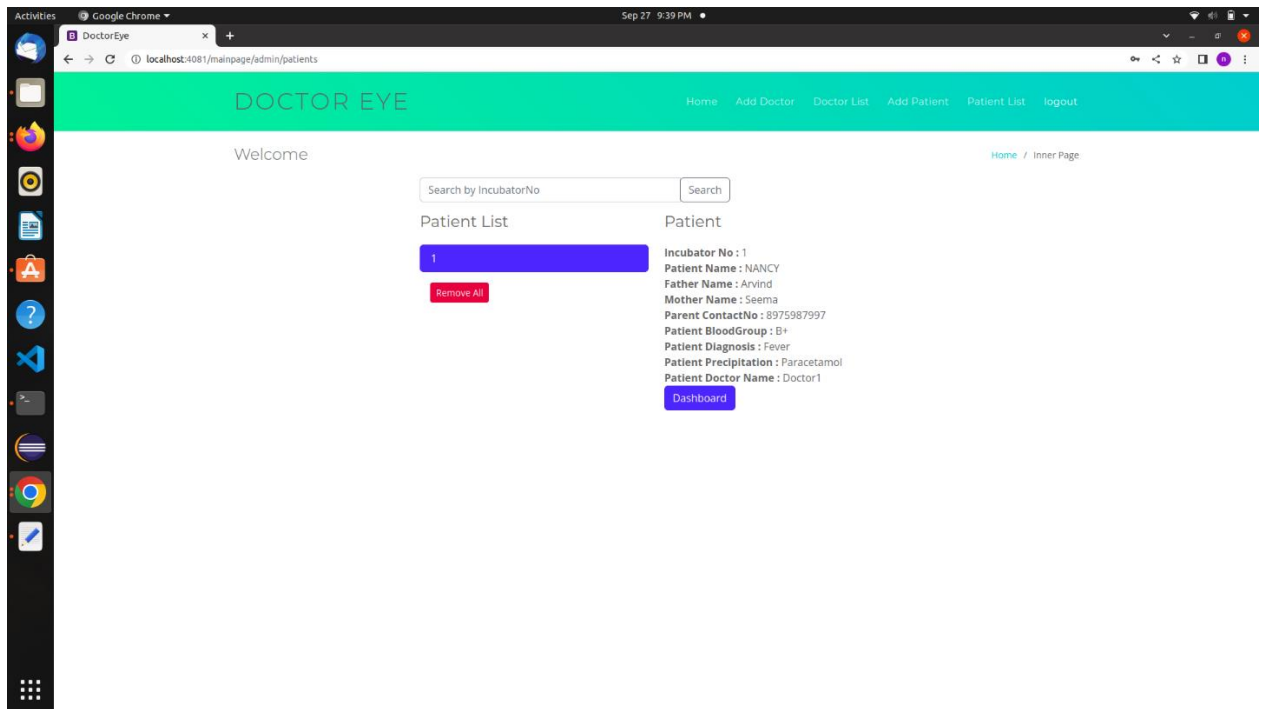 Activities Google Chrome Sep 27 9:39 PM
DoctorEye
localhost:4081/mainpage/admin/patients
DOCTOR EYE
Home Add Doctor Doctor List Add Patient Patient List logout
Welcome
Home / Inner Page
Search by IncubatorNo Search
Patient List
1
Remove All
Patient
Incubator No : 1
Patient Name : NANCY
Father Name : Arvind
Mother Name : Seema
Parent ContactNo : 8975987997
Patient BloodGroup : B+
Patient Diagnosis : Fever
Patient Precipitation : Paracetamol
Patient Doctor Name : Doctor1
Dashboard